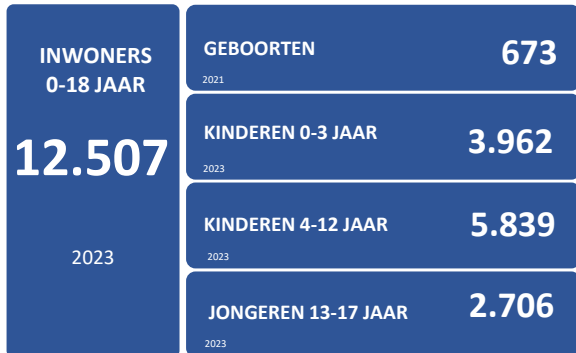 INWONERS
0-18 JAAR
12.507
2023
GEBOORTEN
673
2021
KINDEREN 0-3 JAAR
3.962
2023
KINDEREN 4-12 JAAR
5.839
2023
JONGEREN 13-17 JAAR
2.706
2023